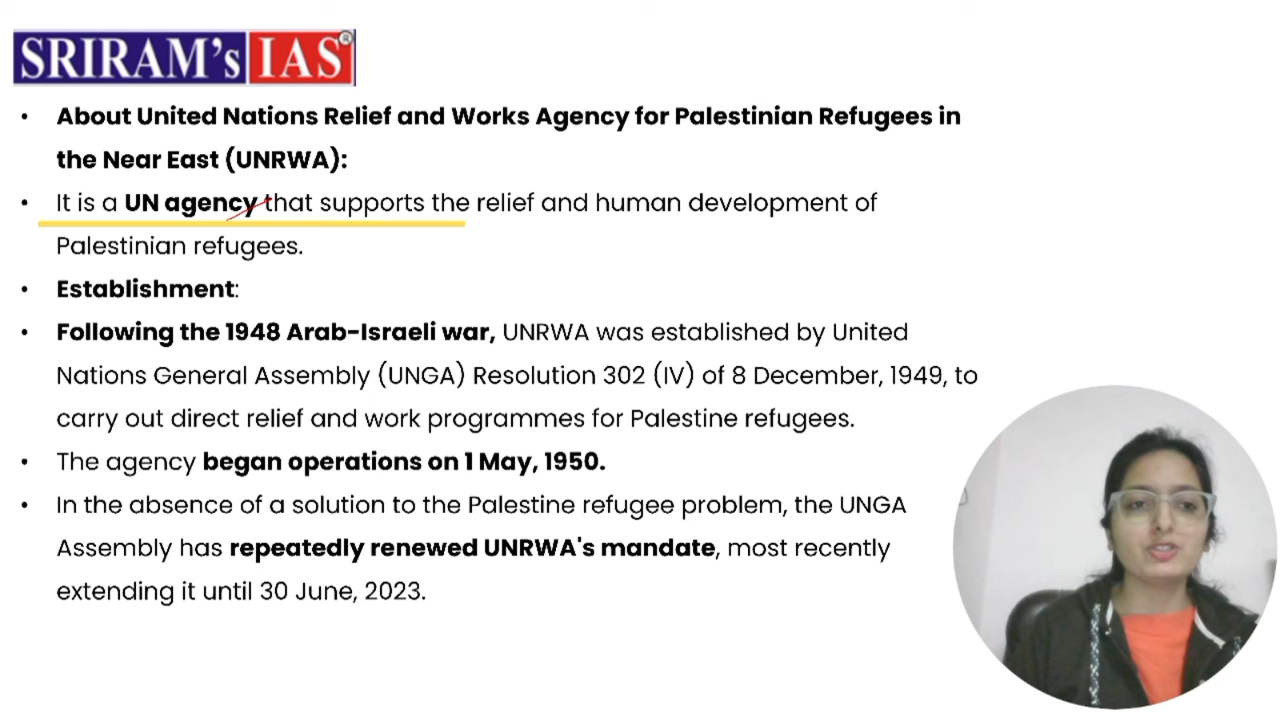 SRIRAM's IAS®
• About United Nations Relief and Works Agency for Palestinian Refugees in
the Near East (UNRWA):
• It is a UN agency that supports the relief and human development of
Palestinian refugees.
• Establishment:
• Following the 1948 Arab-Israeli war, UNRWA was established by United
Nations General Assembly (UNGA) Resolution 302 (IV) of 8 December, 1949, to
carry out direct relief and work programmes for Palestine refugees.
• The agency began operations on 1 May, 1950.
• In the absence of a solution to the Palestine refugee problem, the UNGA
Assembly has repeatedly renewed UNRWA's mandate, most recently
extending it until 30 June, 2023.